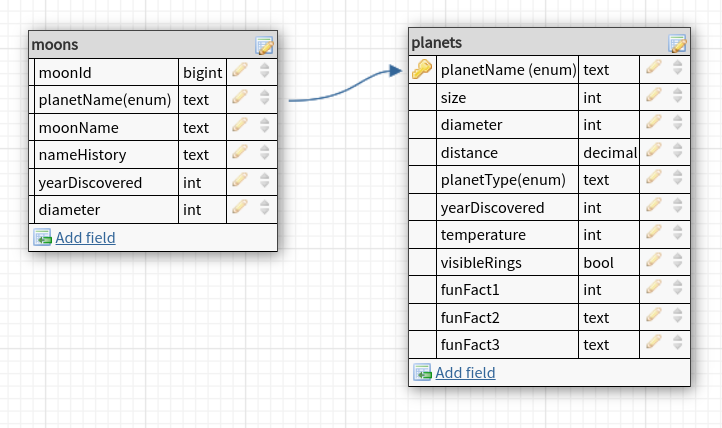 moons
moonId bigint
planetName(enum) text
moonName text
nameHistory text
yearDiscovered int
diameter int
Add field
planets
planetName (enum) text
size int
diameter int
distance decimal
planetType(enum) text
yearDiscovered int
temperature int
visibleRings bool
funFact1 int
funFact2 text
funFact3 text
Add field